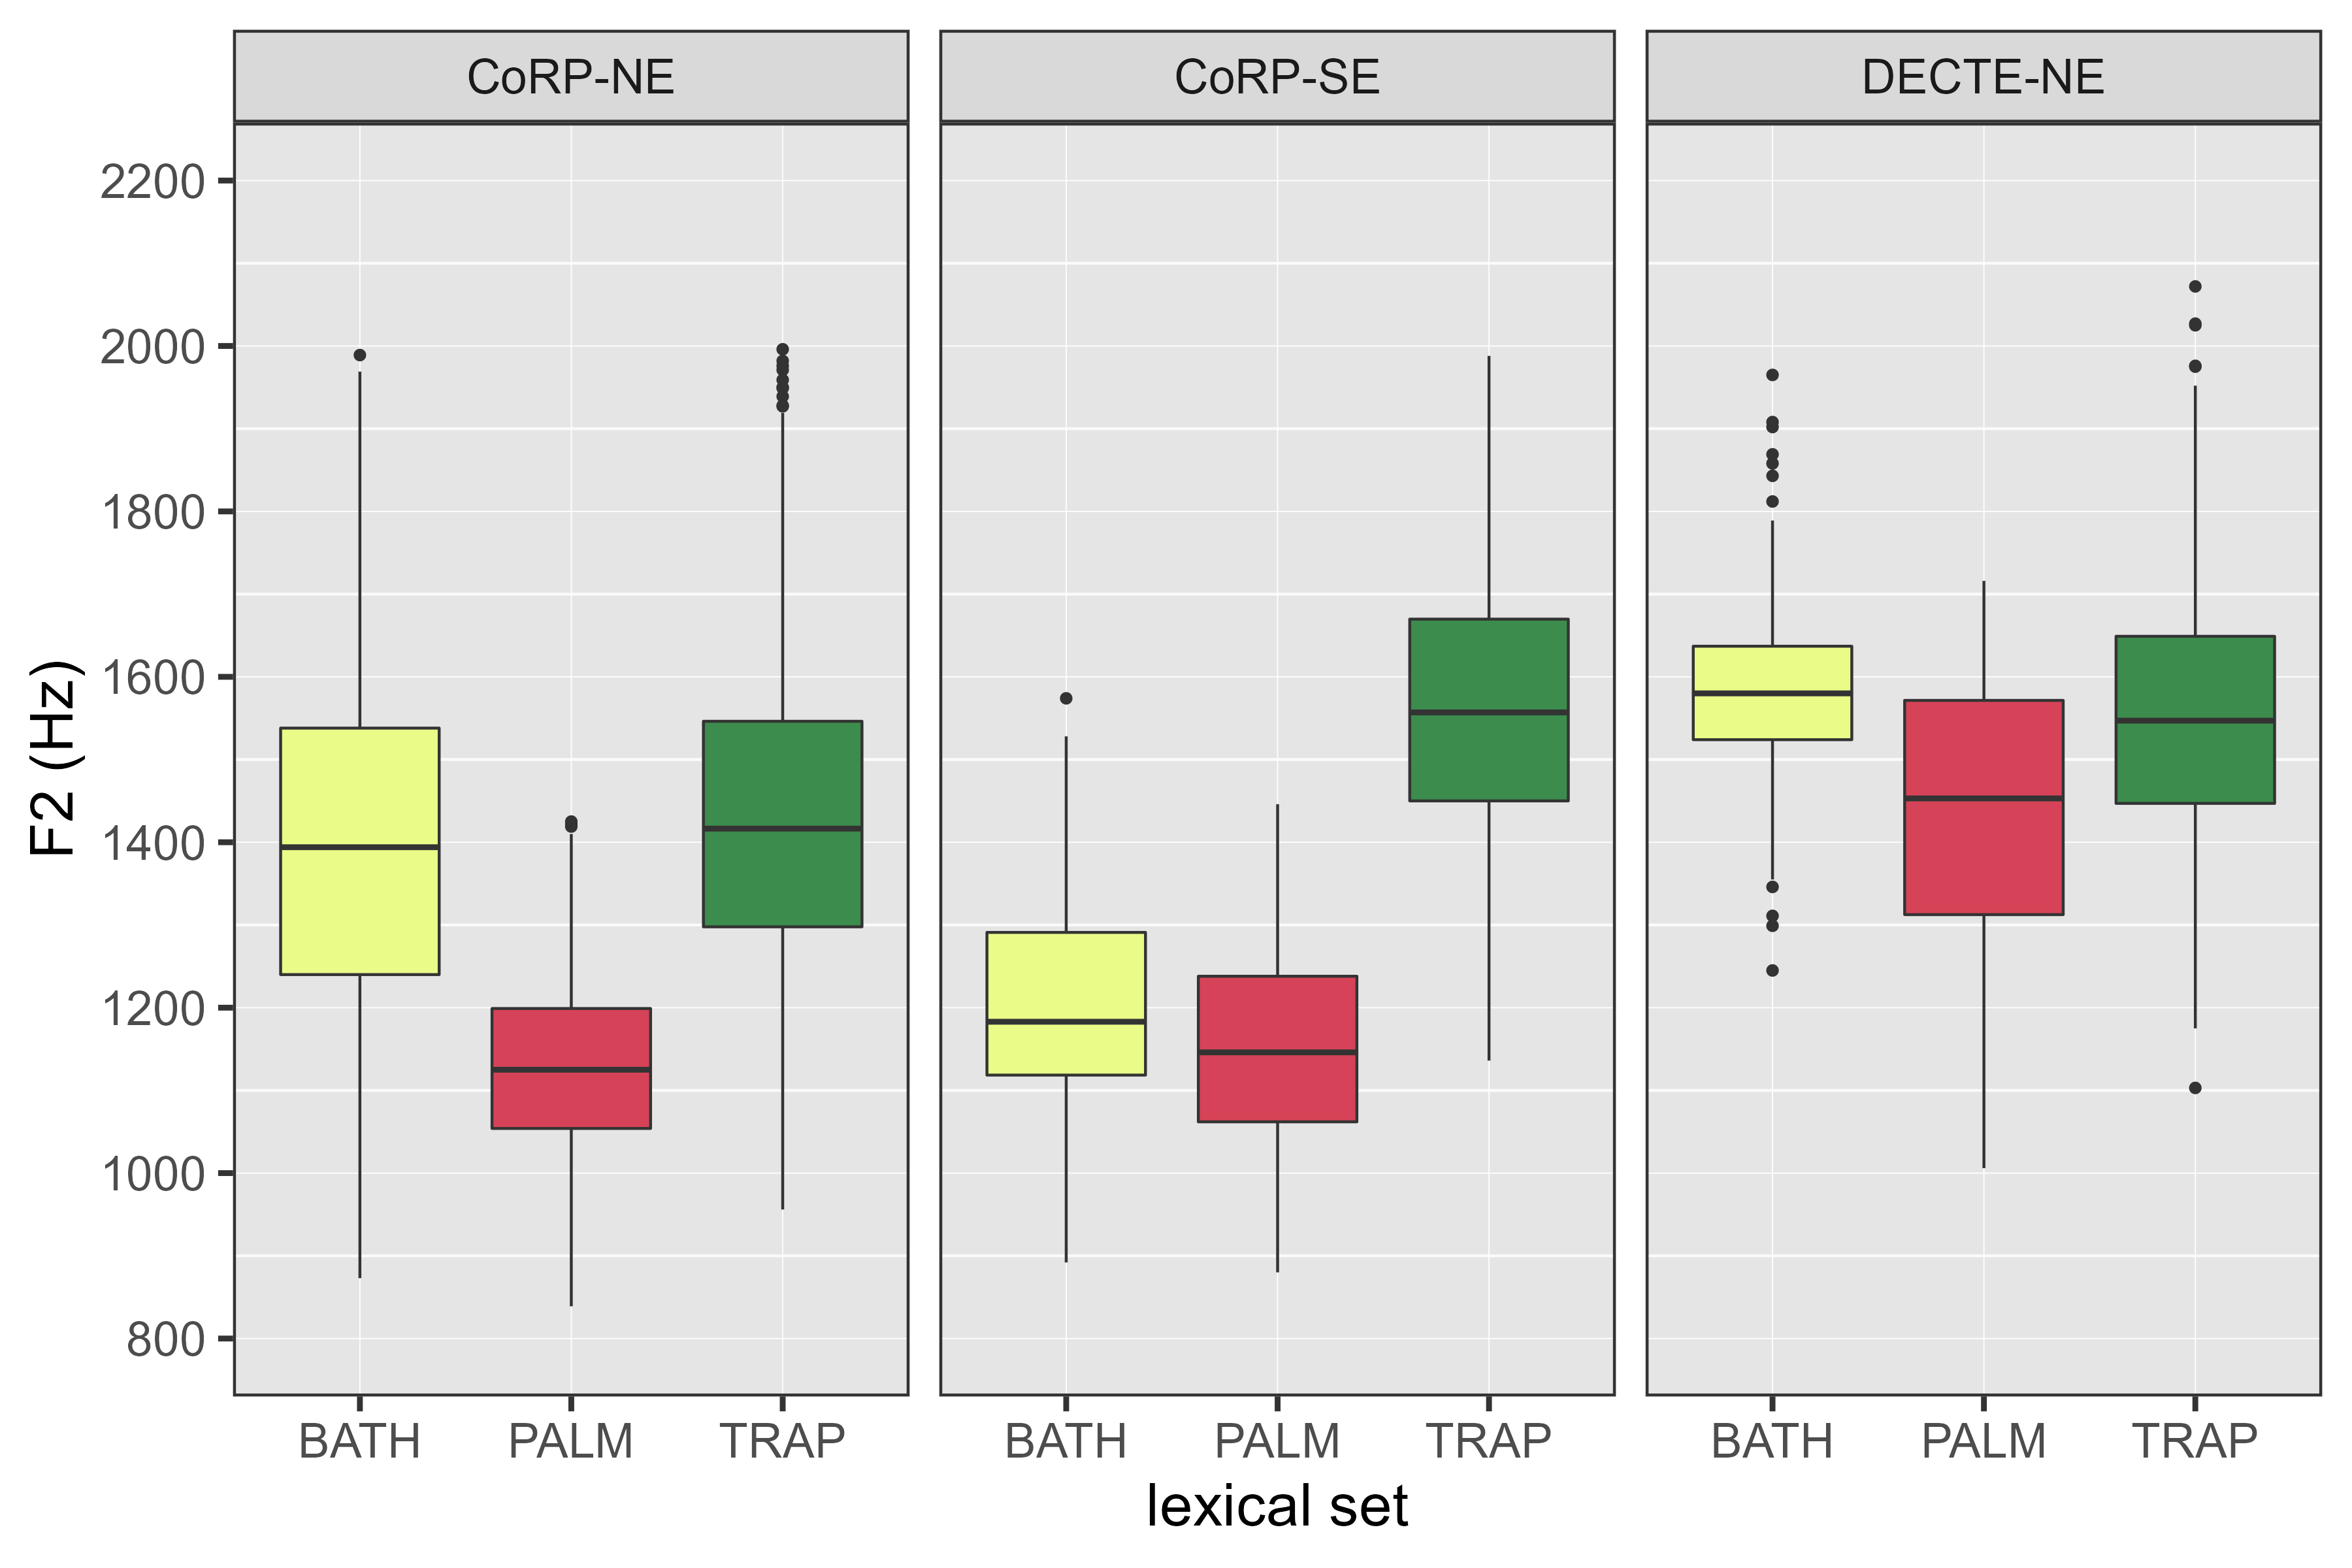 CoRP-NE CoRP-SE DECTE-NE
2200
2000
1800
1600
1400
1200
1000
800
F2 (Hz)
BATH PALM TRAP BATH PALM TRAP BATH PALM TRAP
lexical set